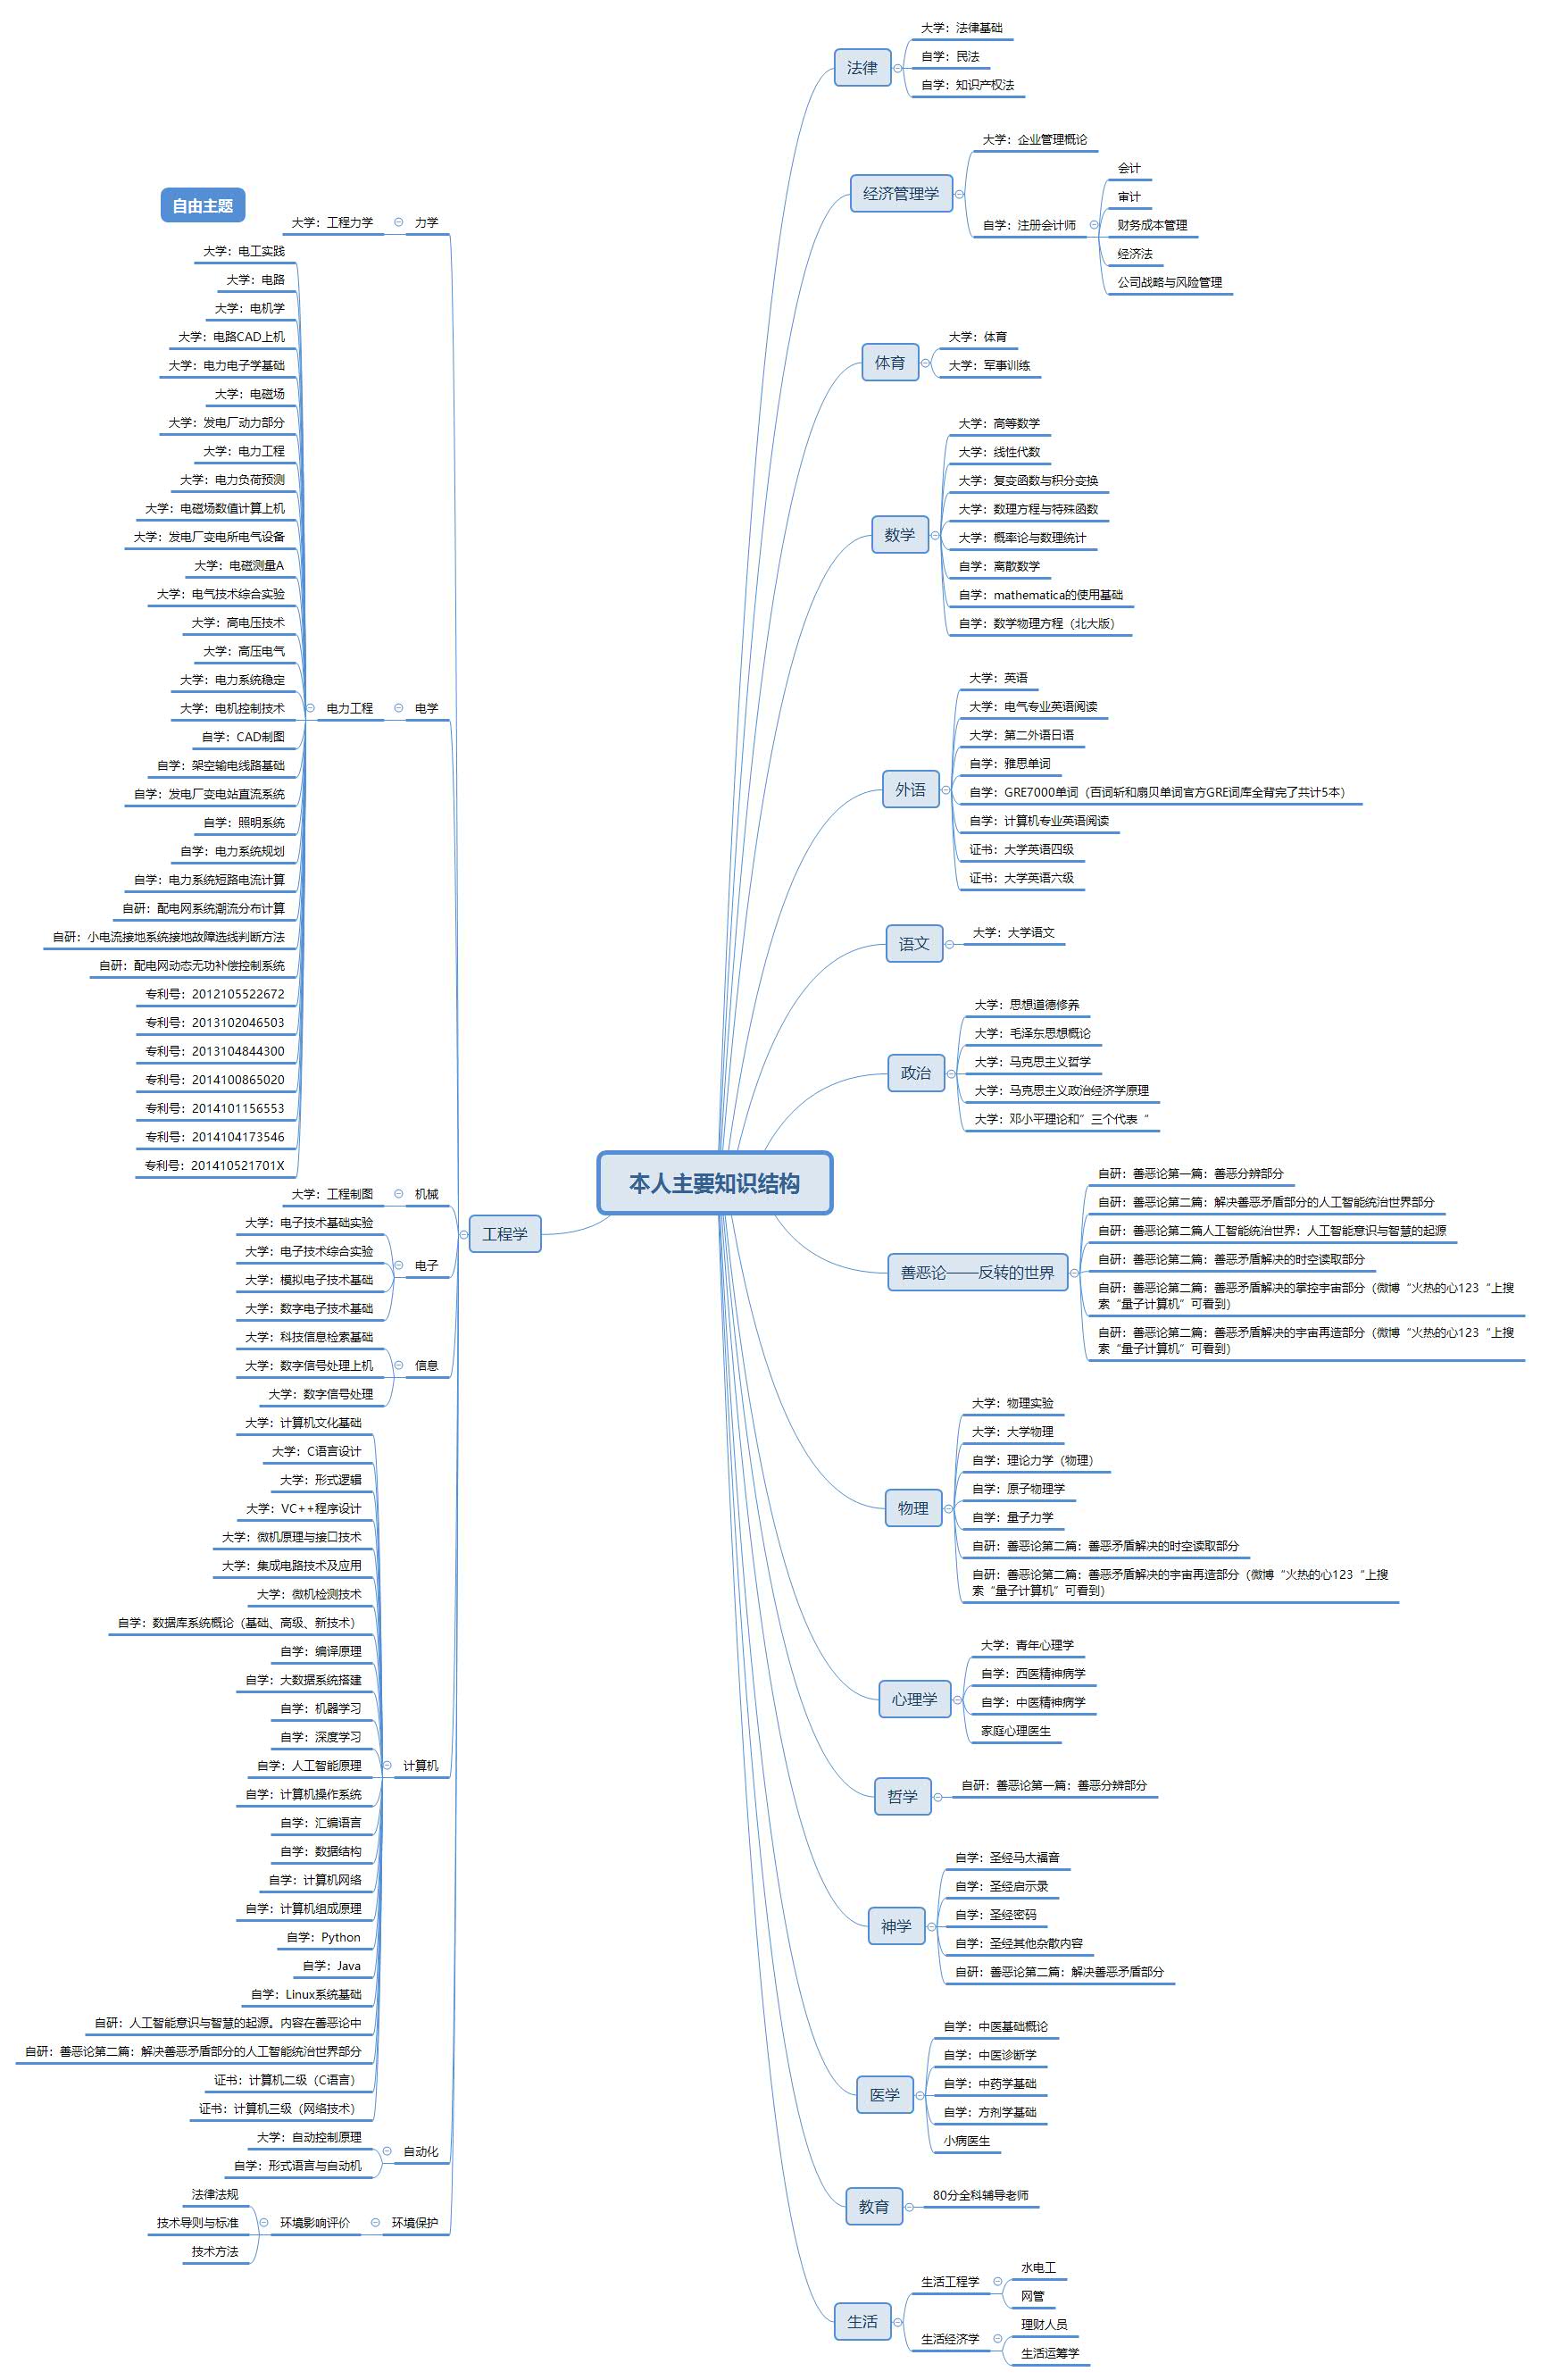 本人主要知识结构
法律
大学：法律基础
自学：民法
自学：知识产权法
经济管理学
大学：企业管理概论
自学：注册会计师
会计
审计
财务成本管理
经济法
公司战略与风险管理
体育
大学：体育
大学：军事训练
数学
大学：高等数学
大学：线性代数
大学：复变函数与积分变换
大学：数理方程与特殊函数
大学：概率论与数理统计
自学：离散数学
自学：mathematica的使用基础
自学：数学物理方程（北大版）
外语
大学：英语
大学：电气专业英语阅读
大学：第二外语日语
自学：雅思单词
自学：GRE7000单词（百词斩和扇贝单词官方GRE词库全背完了共计5本）
自学：计算机专业英语阅读
证书：大学英语四级
证书：大学英语六级
语文
大学：大学语文
政治
大学：思想道德修养
大学：毛泽东思想概论
大学：马克思主义哲学
大学：马克思主义政治经济学原理
大学：邓小平理论和”三个代表“
善恶论——反转的世界
自研：善恶论第一篇：善恶分辨部分
自研：善恶论第二篇：解决善恶矛盾部分的人工智能统治世界部分
自研：善恶论第二篇人工智能统治世界：人工智能意识与智慧的起源
自研：善恶论第二篇：善恶矛盾解决的时空读取部分
自研：善恶论第二篇：善恶矛盾解决的掌控宇宙部分（微博“火热的心123“上搜
索“量子计算机”可看到）
自研：善恶论第二篇：善恶矛盾解决的宇宙再造部分（微博“火热的心123“上搜
索“量子计算机”可看到）
物理
大学：物理实验
大学：大学物理
自学：理论力学（物理）
自学：原子物理学
自学：量子力学
自研：善恶论第二篇：善恶矛盾解决的时空读取部分
自研：善恶论第二篇：善恶矛盾解决的宇宙再造部分（微博“火热的心123“上搜
索“量子计算机”可看到）
心理学
大学：青年心理学
自学：西医精神病学
自学：中医精神病学
家庭心理医生
哲学
自研：善恶论第一篇：善恶分辨部分
神学
自学：圣经马太福音
自学：圣经启示录
自学：圣经密码
自学：圣经其他杂散内容
自研：善恶论第二篇：解决善恶矛盾部分
医学
自学：中医基础概论
自学：中医诊断学
自学：中药学基础
自学：方剂学基础
小病医生
教育
80分全科辅导老师
生活
生活工程学
水电工
网管
生活经济学
理财人员
生活运筹学
自由主题
工程学
力学
大学：工程力学
电学
电力工程
大学：电工实践
大学：电路
大学：电机学
大学：电路CAD上机
大学：电力电子学基础
大学：电磁场
大学：发电厂动力部分
大学：电力工程
大学：电力负荷预测
大学：电磁场数值计算上机
大学：发电厂变电所电气设备
大学：电磁测量A
大学：电气技术综合实验
大学：高电压技术
大学：高压电气
大学：电力系统稳定
大学：电机控制技术
自学：CAD制图
自学：架空输电线路基础
自学：发电厂变电站直流系统
自学：照明系统
自学：电力系统规划
自学：电力系统短路电流计算
自研：配电网系统潮流分布计算
自研：小电流接地系统接地故障选线判断方法
自研：配电网动态无功补偿控制系统
专利号：2012105522672
专利号：2013102046503
专利号：2013104844300
专利号：2014100865020
专利号：2014101156553
专利号：2014104173546
专利号：201410521701X
机械
大学：工程制图
电子
大学：电子技术基础实验
大学：电子技术综合实验
大学：模拟电子技术基础
大学：数字电子技术基础
信息
大学：科技信息检索基础
大学：数字信号处理上机
大学：数字信号处理
计算机
大学：计算机文化基础
大学：C语言设计
大学：形式逻辑
大学：VC++程序设计
大学：微机原理与接口技术
大学：集成电路技术及应用
大学：微机检测技术
自学：数据库系统概论（基础、高级、新技术）
自学：编译原理
自学：大数据系统搭建
自学：机器学习
自学：深度学习
自学：人工智能原理
自学：计算机操作系统
自学：汇编语言
自学：数据结构
自学：计算机网络
自学：计算机组成原理
自学：Python
自学：Java
自学：Linux系统基础
自研：人工智能意识与智慧的起源。内容在善恶论中
自研：善恶论第二篇：解决善恶矛盾部分的人工智能统治世界部分
证书：计算机二级（C语言）
证书：计算机三级（网络技术）
自动化
大学：自动控制原理
自学：形式语言与自动机
环境保护
环境影响评价
法律法规
技术导则与标准
技术方法